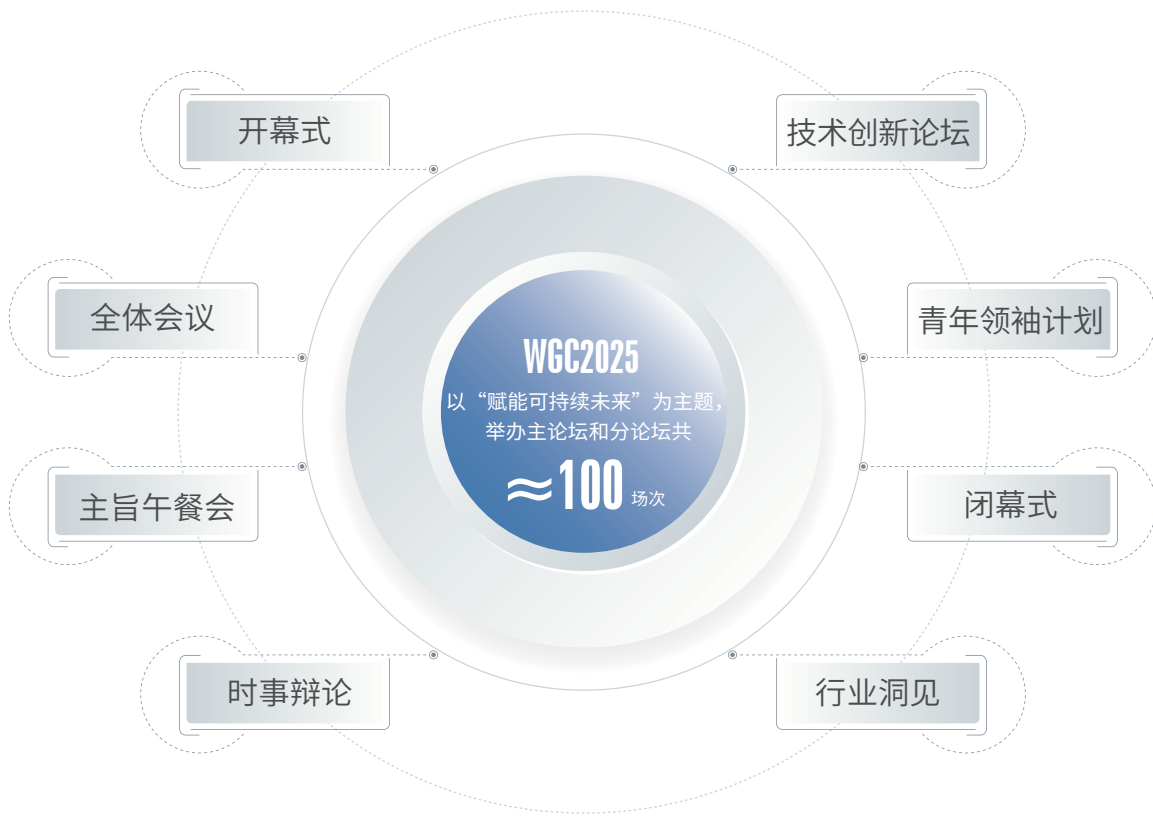 开幕式
技术创新论坛
全体会议
青年领袖计划
WGC2025
以“赋能可持续未来”为主题，
举办主论坛和分论坛共
≈100 场次
主旨午餐会
闭幕式
时事辩论
行业洞见